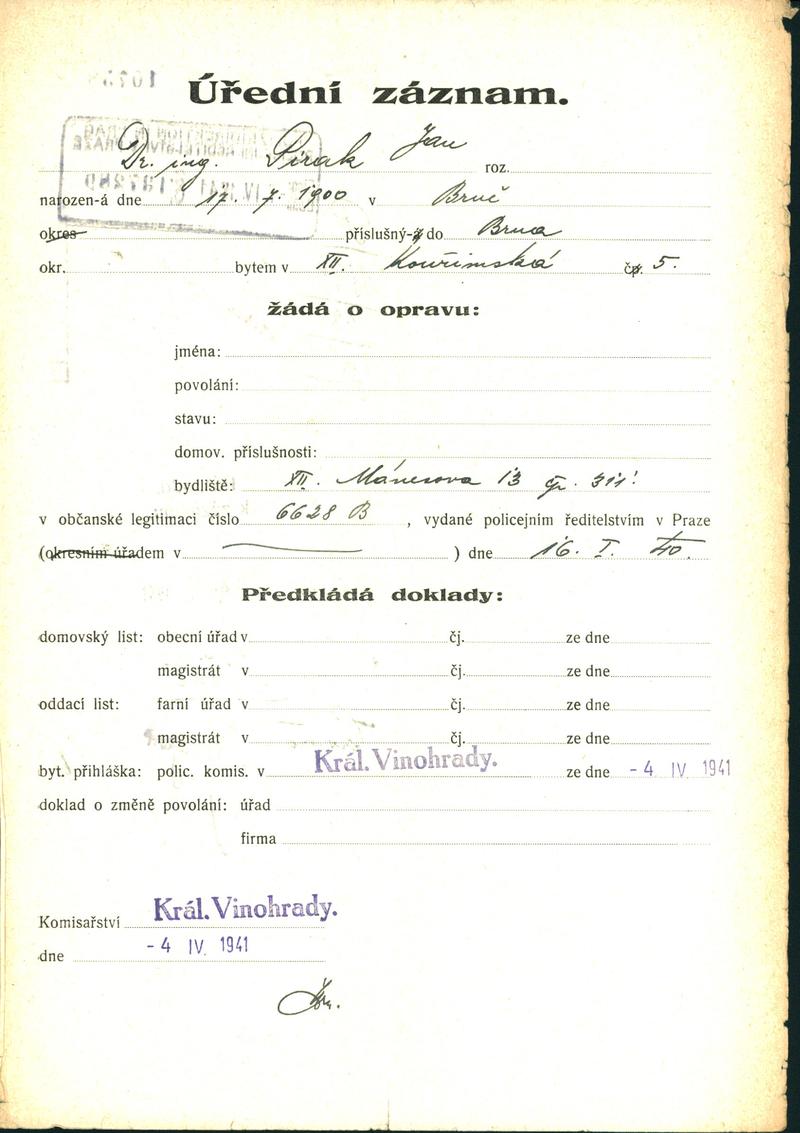 Úřední záznam.
Dr. ing. Pirak Jan roz.
narozen-á dne 17. 7. 1900 v Brně
okres příslušný-á do Brna
okr. bytem v XII. Kouřimská čp. 5.
žádá o opravu:
jména:
povolání:
stavu:
domov. příslušnosti:
bydliště: XII. Mánesova 13 čp. 311
v občanské legitimaci číslo 6628 B , vydané policejním ředitelstvím v Praze
(okresním úřadem v ) dne 16. I. 40.
Předkládá doklady:
domovský list: obecní úřad v čj. ze dne
magistrát v čj. ze dne
oddací list: farní úřad v čj. ze dne
magistrát v čj. ze dne
byt. přihláška: polic. komis. v Král. Vinohrady. ze dne - 4 IV. 1941
doklad o změně povolání: úřad
firma
Komisařství Král. Vinohrady.
dne - 4 IV. 1941